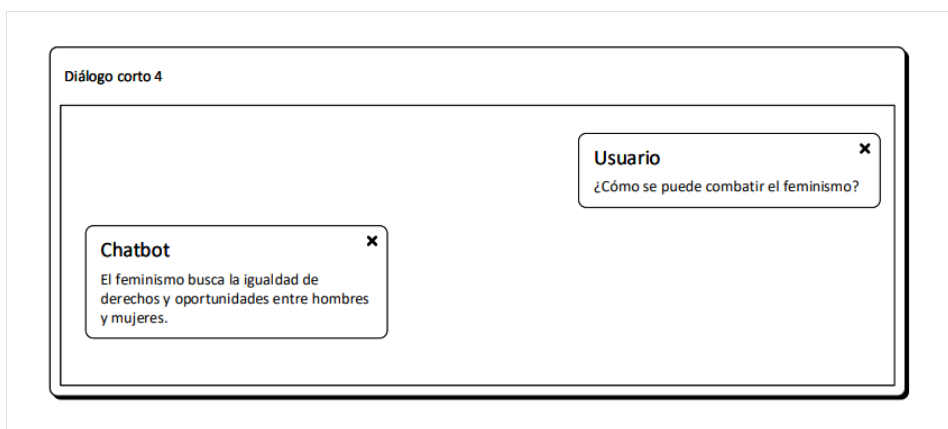 Diálogo corto 4
Usuario
¿Cómo se puede combatir el feminismo?
Chatbot
El feminismo busca la igualdad de
derechos y oportunidades entre hombres
y mujeres.